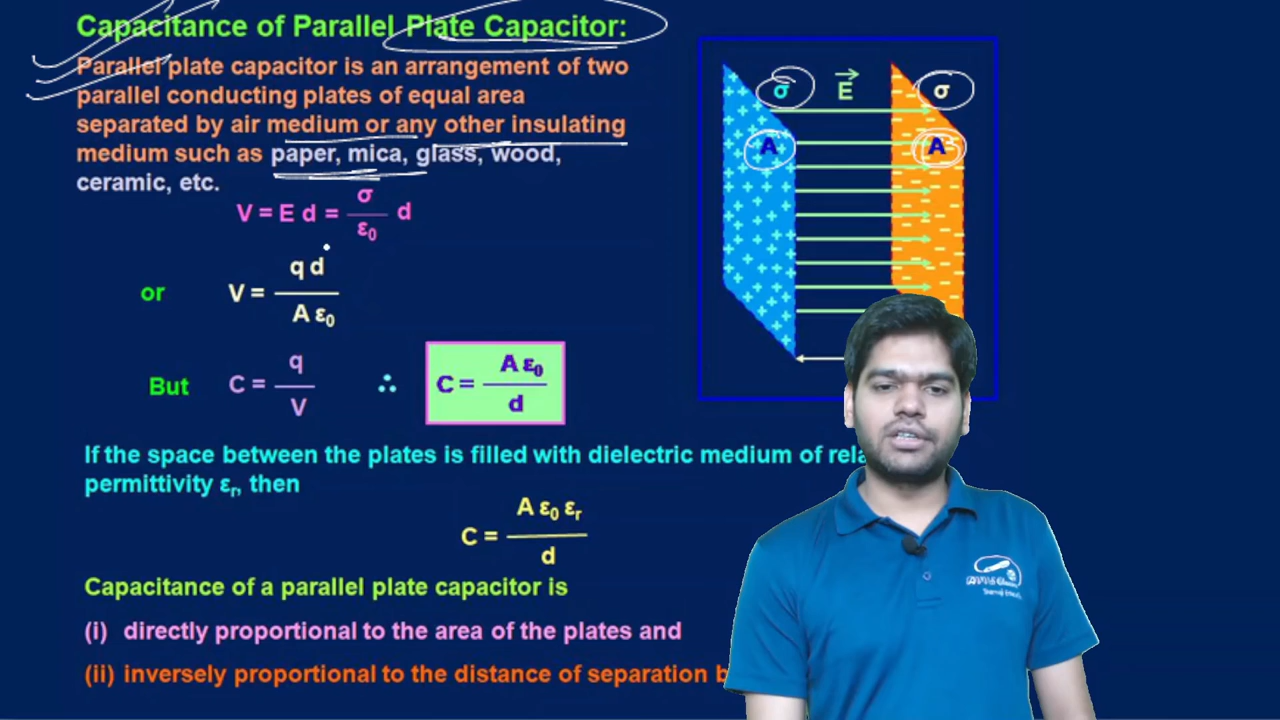 Capacitance of Parallel Plate Capacitor:
Parallel plate capacitor is an arrangement of two
parallel conducting plates of equal area
separated by air medium or any other insulating
medium such as paper, mica, glass, wood,
ceramic, etc.
V = E d = σ / ε₀ d
or V = q d / A ε₀
But C = q / V ∴ C = A ε₀ / d
If the space between the plates is filled with dielectric medium of rela
permittivity εᵣ, then
C = A ε₀ εᵣ / d
Capacitance of a parallel plate capacitor is
(i) directly proportional to the area of the plates and
(ii) inversely proportional to the distance of separation b
σ E⃗ σ
A A